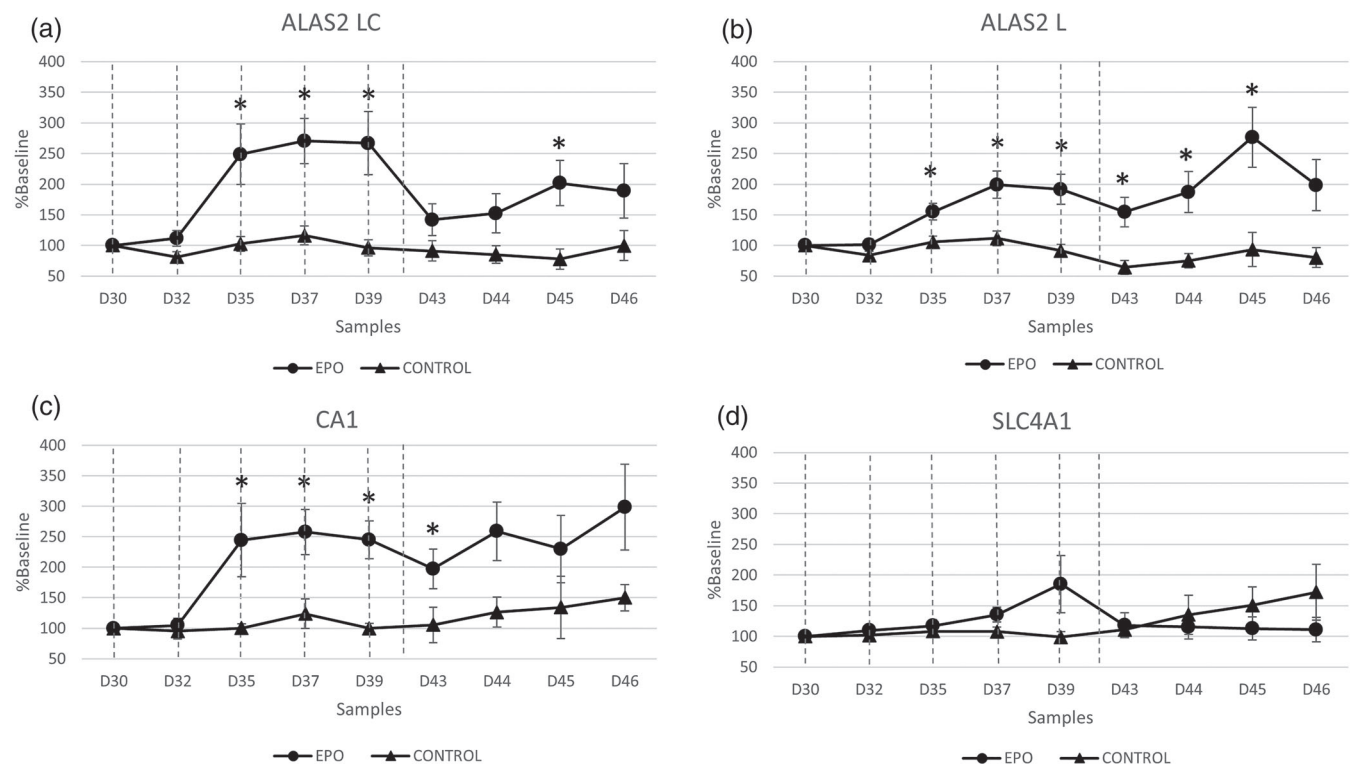 (a)
ALAS2 LC
400
350
300
250
200
150
100
50
%Baseline
* * * *
D30 D32 D35 D37 D39 D43 D44 D45 D46
Samples
EPO CONTROL
(b)
ALAS2 L
400
350
300
250
200
150
100
50
%Baseline
* * * * * *
D30 D32 D35 D37 D39 D43 D44 D45 D46
Samples
EPO CONTROL
(c)
CA1
400
350
300
250
200
150
100
50
%Baseline
* * * *
D30 D32 D35 D37 D39 D43 D44 D45 D46
Samples
EPO CONTROL
(d)
SLC4A1
400
350
300
250
200
150
100
50
%Baseline
D30 D32 D35 D37 D39 D43 D44 D45 D46
Samples
EPO CONTROL